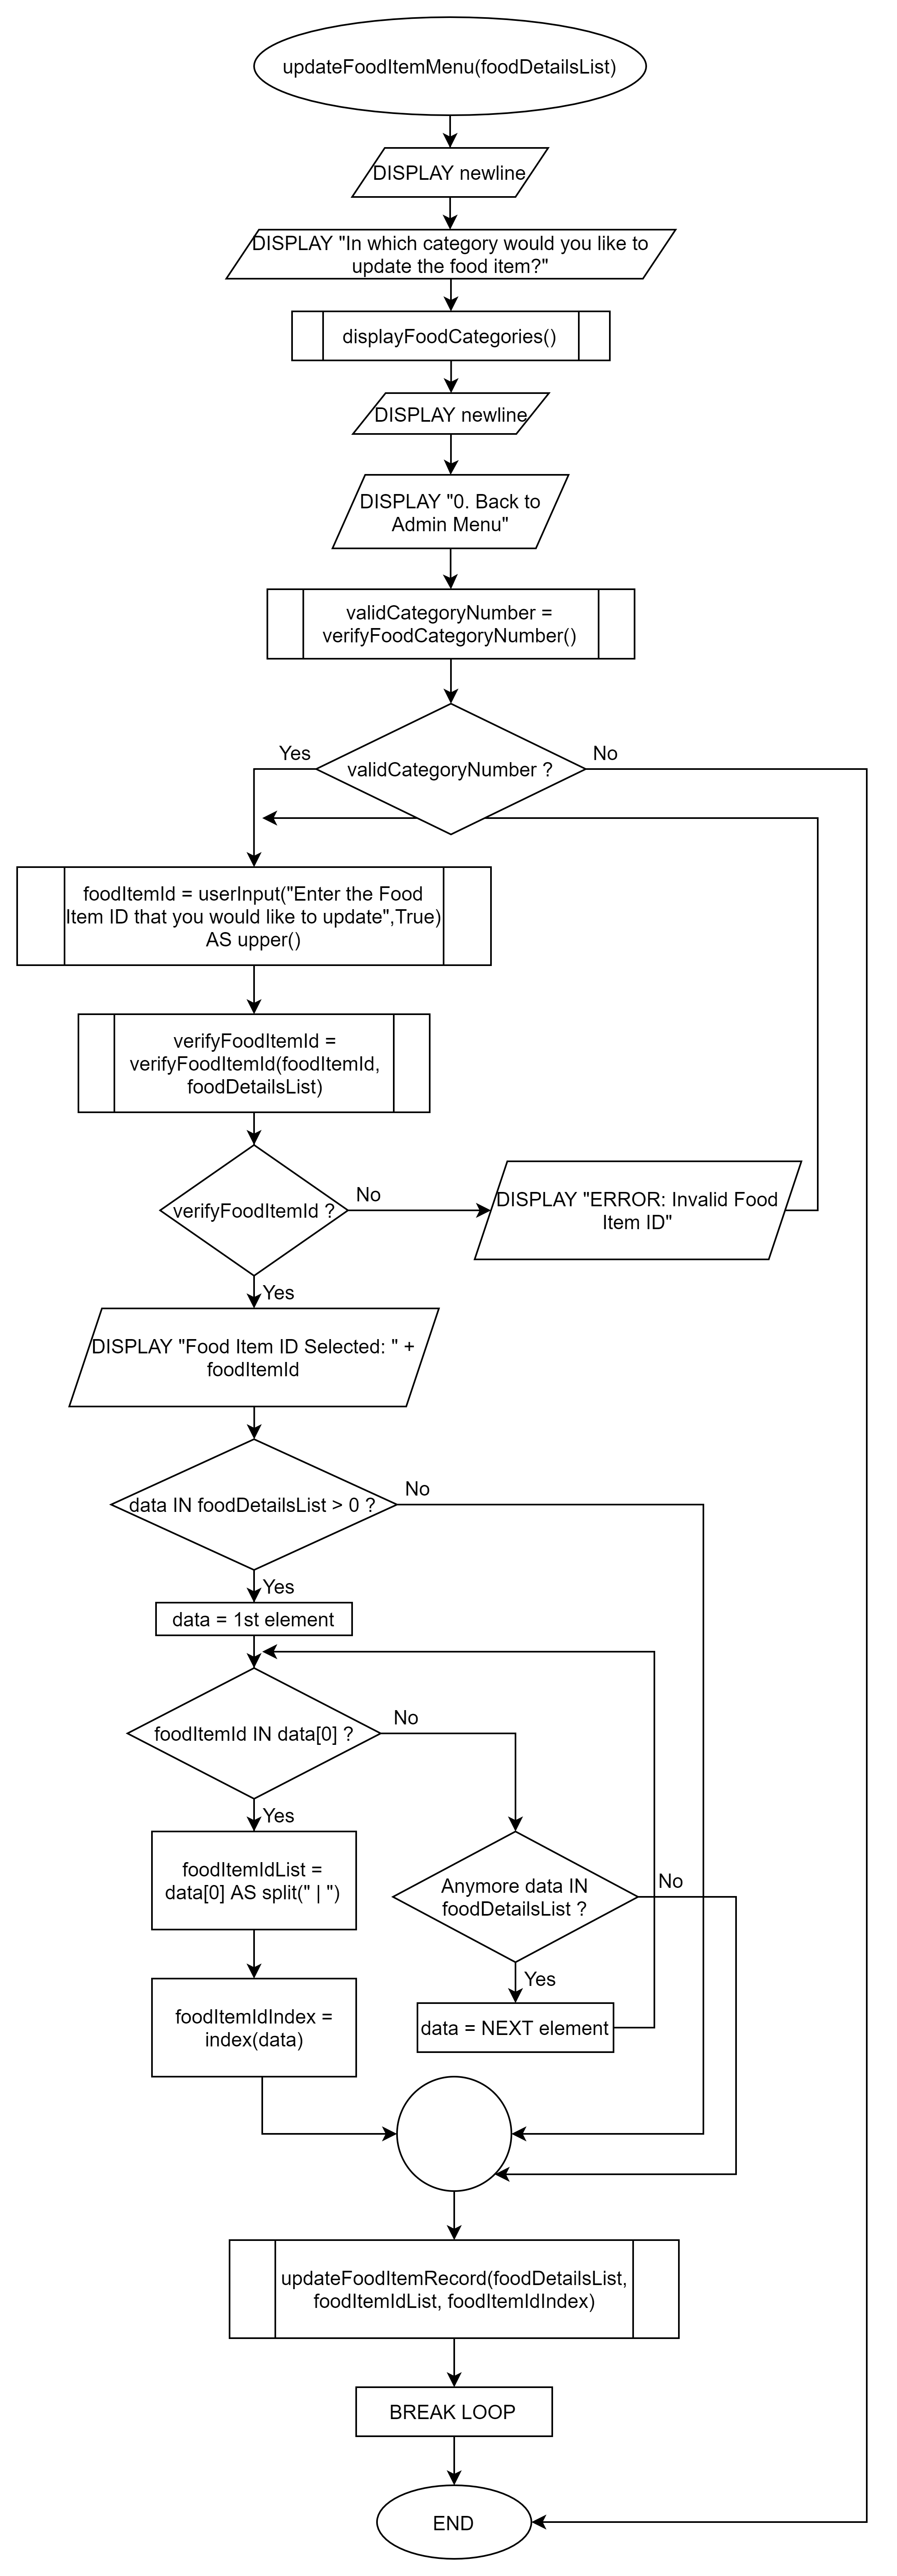 updateFoodItemMenu(foodDetailsList)
DISPLAY newline
DISPLAY "In which category would you like to
update the food item?"
displayFoodCategories()
DISPLAY newline
DISPLAY "0. Back to
Admin Menu"
validCategoryNumber =
verifyFoodCategoryNumber()
Yes
No
validCategoryNumber ?
foodItemId = userInput("Enter the Food
Item ID that you would like to update",True)
AS upper()
verifyFoodItemId =
verifyFoodItemId(foodItemId,
foodDetailsList)
No
verifyFoodItemId ?
DISPLAY "ERROR: Invalid Food
Item ID"
Yes
DISPLAY "Food Item ID Selected: " +
foodItemId
No
data IN foodDetailsList > 0 ?
Yes
data = 1st element
No
foodItemId IN data[0] ?
Yes
foodItemIdList =
data[0] AS split(" | ")
No
Anymore data IN
foodDetailsList ?
Yes
foodItemIdIndex =
index(data)
data = NEXT element
updateFoodItemRecord(foodDetailsList,
foodItemIdList, foodItemIdIndex)
BREAK LOOP
END